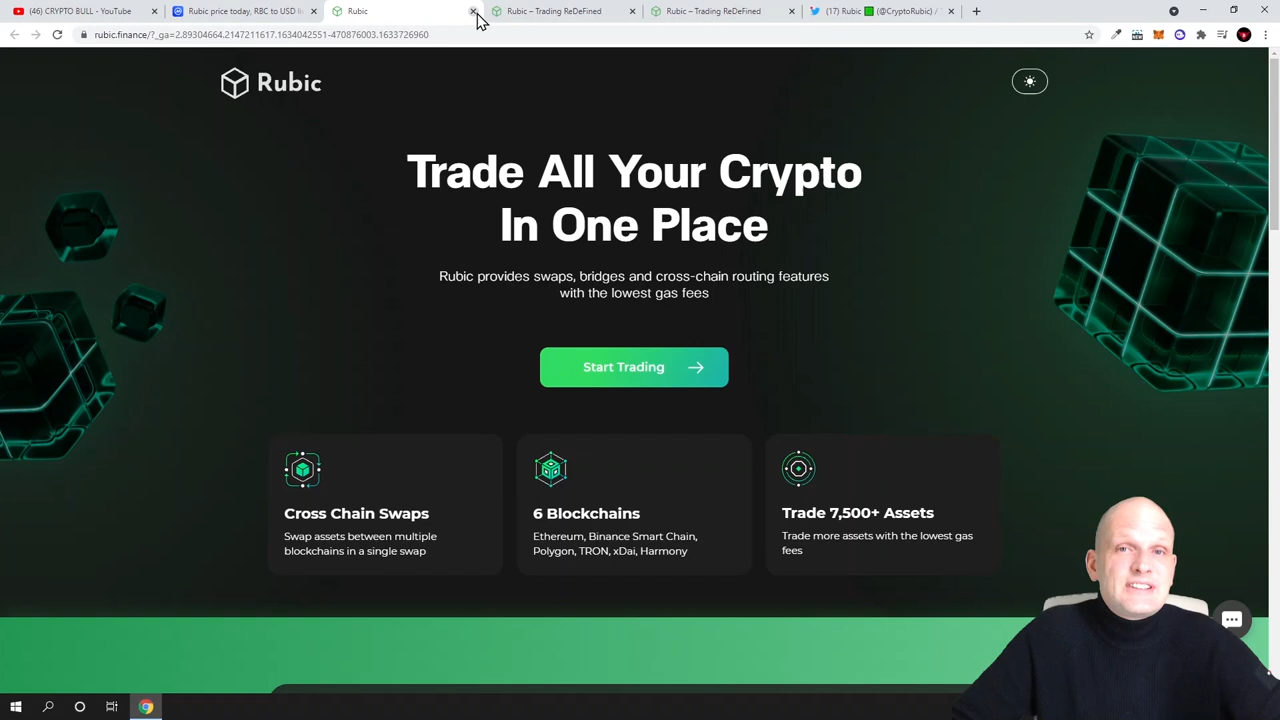 (46) CRYPTO BULL - YouTube
Rubic price today, RBC to USD li
Rubic
Rubic – Trading ReDeFined
Rubic – Trading ReDeFined
(17) Rubic (@CryptoRubic) / T
rubic.finance/?_ga=2.89304664.2147211617.1634042551-470876003.1633726960
Rubic
Trade All Your Crypto
In One Place
Rubic provides swaps, bridges and cross-chain routing features
with the lowest gas fees
Start Trading
Cross Chain Swaps
Swap assets between multiple
blockchains in a single swap
6 Blockchains
Ethereum, Binance Smart Chain,
Polygon, TRON, xDai, Harmony
Trade 7,500+ Assets
Trade more assets with the lowest gas
fees